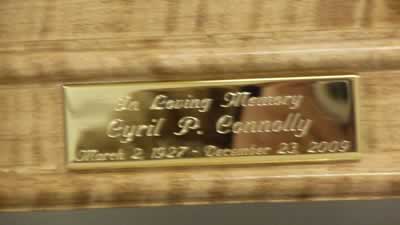 In Loving Memory
Cyril P. Connolly
March 2, 1927 - December 23, 2009